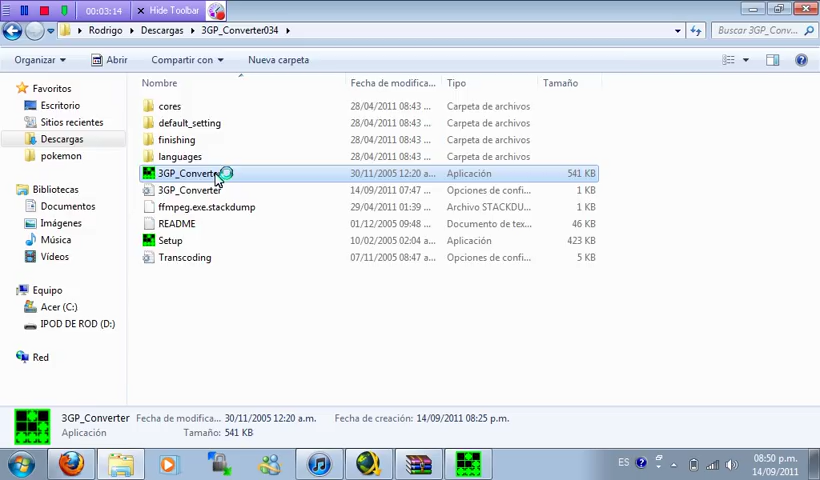 00:03:14 Hide Toolbar
Rodrigo Descargas 3GP_Converter034 Buscar 3GP_Conv...
Organizar Abrir Compartir con Nueva carpeta
Nombre Fecha de modifica... Tipo Tamaño
Favoritos
Escritorio
Sitios recientes
Descargas
pokemon
Bibliotecas
Documentos
Imágenes
Música
Vídeos
Equipo
Acer (C:)
IPOD DE ROD (D:)
Red
cores 28/04/2011 08:43 ... Carpeta de archivos
default_setting 28/04/2011 08:43 ... Carpeta de archivos
finishing 28/04/2011 08:43 ... Carpeta de archivos
languages 28/04/2011 08:43 ... Carpeta de archivos
3GP_Converter 30/11/2005 12:20 a... Aplicación 541 KB
3GP_Converter 14/09/2011 07:47 ... Opciones de confi... 1 KB
ffmpeg.exe.stackdump 29/04/2011 01:39 ... Archivo STACKDU... 1 KB
README 01/12/2005 09:48 ... Documento de tex... 46 KB
Setup 10/02/2005 02:04 a... Aplicación 423 KB
Transcoding 07/11/2005 08:47 a... Opciones de confi... 5 KB
3GP_Converter Fecha de modifica... 30/11/2005 12:20 a.m. Fecha de creación: 14/09/2011 08:25 p.m.
Aplicación Tamaño: 541 KB
ES 08:50 p.m.
14/09/2011